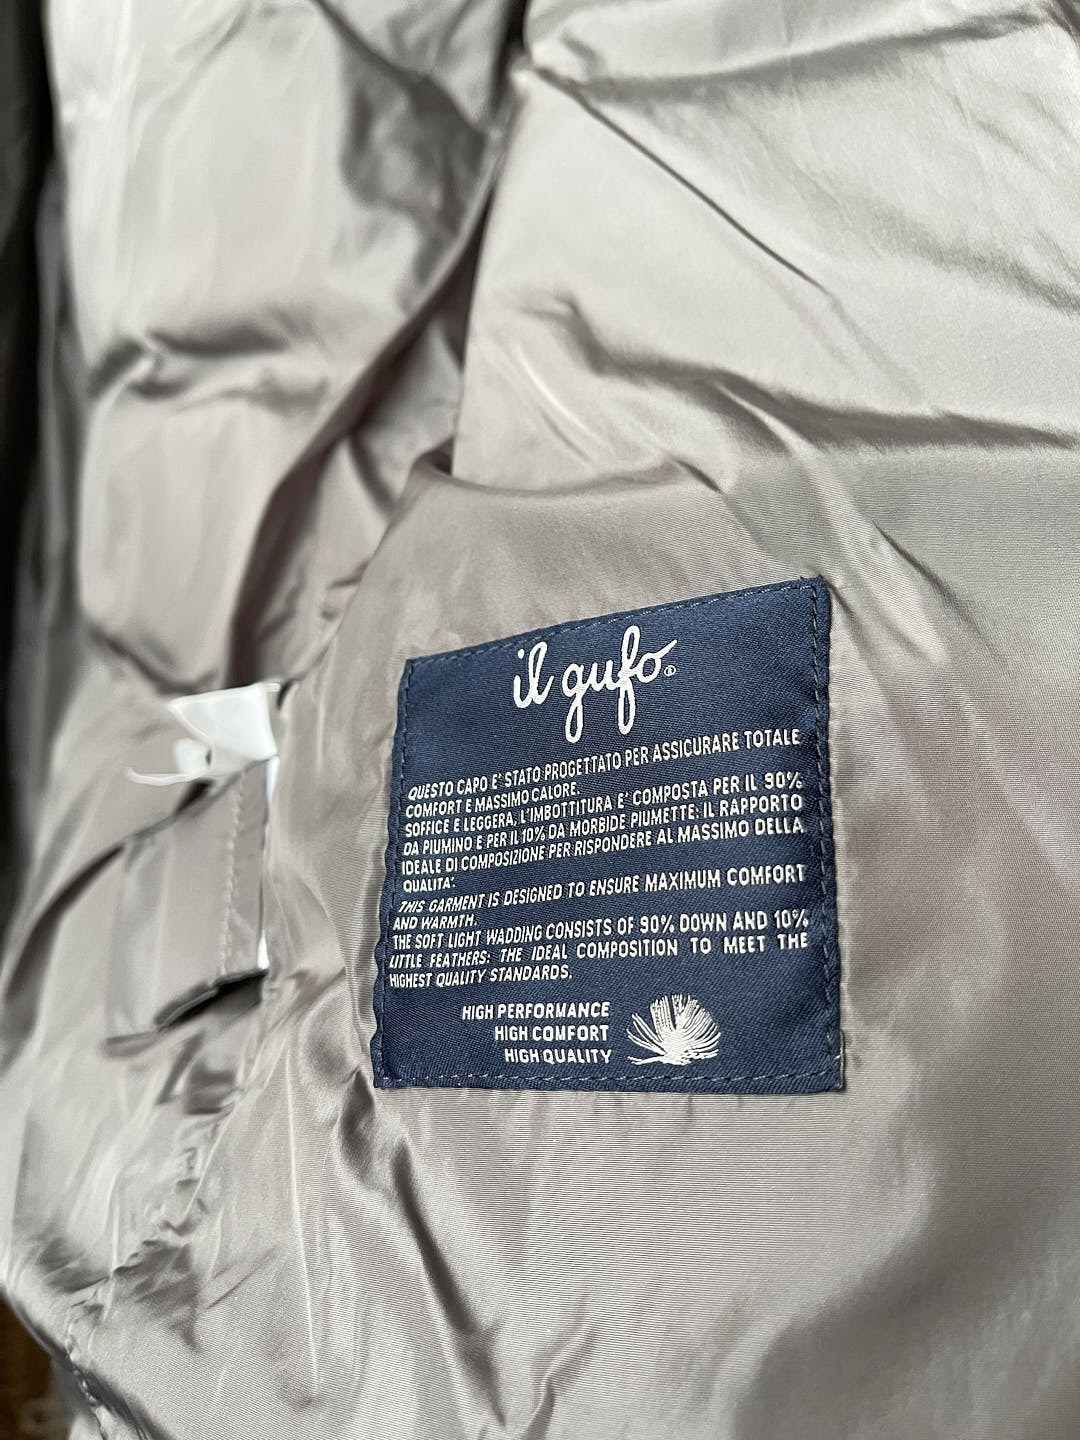 il gufo®
QUESTO CAPO E' STATO PROGETTATO PER ASSICURARE TOTALE
COMFORT E MASSIMO CALORE.
SOFFICE E LEGGERA, L'IMBOTTITURA E' COMPOSTA PER IL 90%
DA PIUMINO E PER IL 10% DA MORBIDE PIUMETTE: IL RAPPORTO
IDEALE DI COMPOSIZIONE PER RISPONDERE AL MASSIMO DELLA
QUALITA'.
THIS GARMENT IS DESIGNED TO ENSURE MAXIMUM COMFORT
AND WARMTH.
THE SOFT LIGHT WADDING CONSISTS OF 90% DOWN AND 10%
LITTLE FEATHERS: THE IDEAL COMPOSITION TO MEET THE
HIGHEST QUALITY STANDARDS.
HIGH PERFORMANCE
HIGH COMFORT
HIGH QUALITY